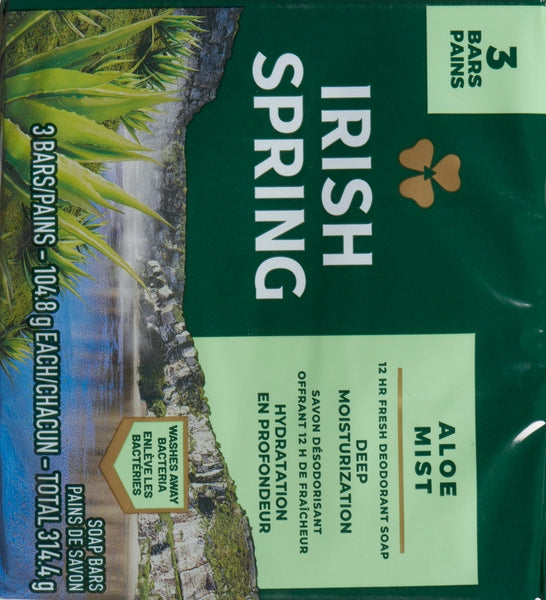 3
BARS
PAINS
IRISH
SPRING
ALOE
MIST
12 HR FRESH DEODORANT SOAP
DEEP
MOISTURIZATION
SAVON DÉSODORISANT
OFFRANT 12 H DE FRAÎCHEUR
HYDRATATION
EN PROFONDEUR
WASHES AWAY
BACTERIA
ENLÈVE LES
BACTÉRIES
SOAP BARS
PAINS DE SAVON
3 BARS/PAINS – 104.8 g EACH/CHACUN – TOTAL 314.4 g